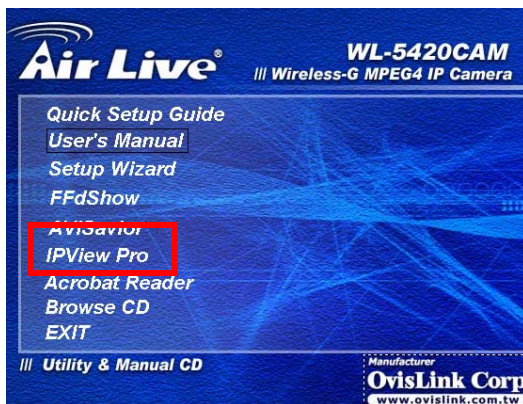 Air Live®
WL-5420CAM
/// Wireless-G MPEG4 IP Camera
Quick Setup Guide
User's Manual
Setup Wizard
FFdShow
AVISavior
IPView Pro
Acrobat Reader
Browse CD
EXIT
/// Utility & Manual CD
Manufacturer
OvisLink Corp
www.ovislink.com.tw